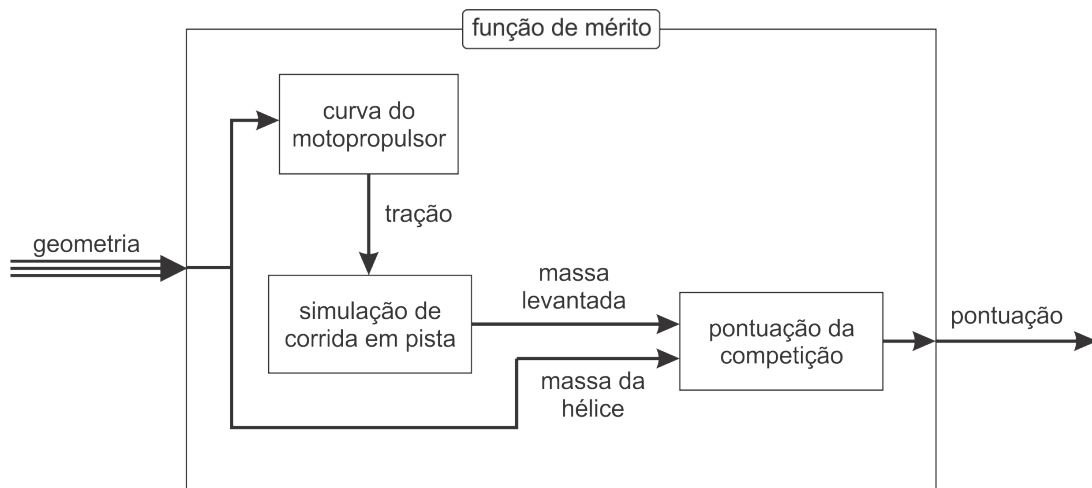 função de mérito
curva do
motopropulsor
tração
geometria
simulação de
corrida em pista
massa
levantada
massa da
hélice
pontuação da
competição
pontuação